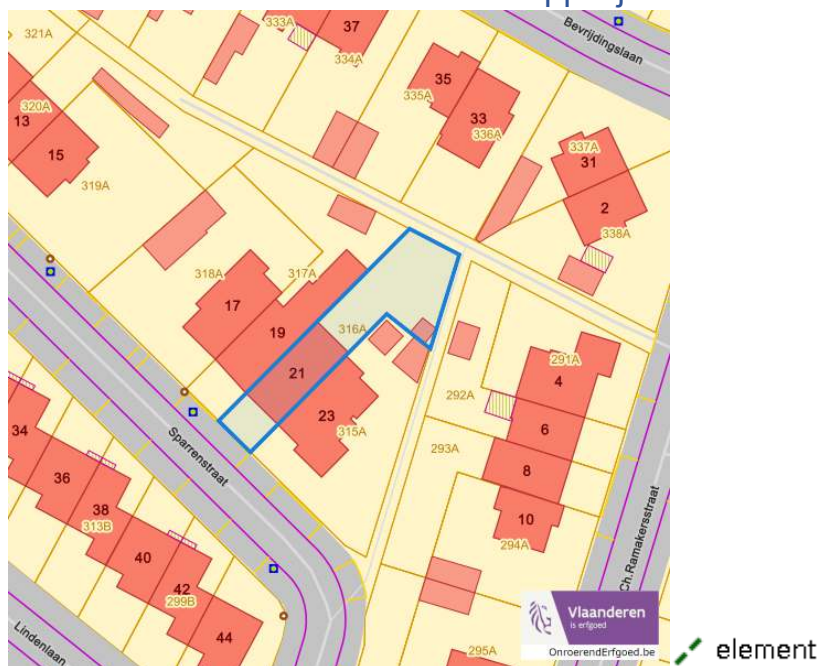 333A
37
334A
Bevrijdingslaan
321A
35
335A
33
336A
320A
13
15
319A
337A
31
2
338A
318A
317A
17
19
316A
21
23
315A
291A
4
292A
6
293A
8
10
294A
34
36
38
313B
40
42
299B
44
Sparrenstraat
Lindenlaan
Ch.Ramakersstraat
295A
Vlaanderen
is erfgoed
OnroerendErfgoed.be
element